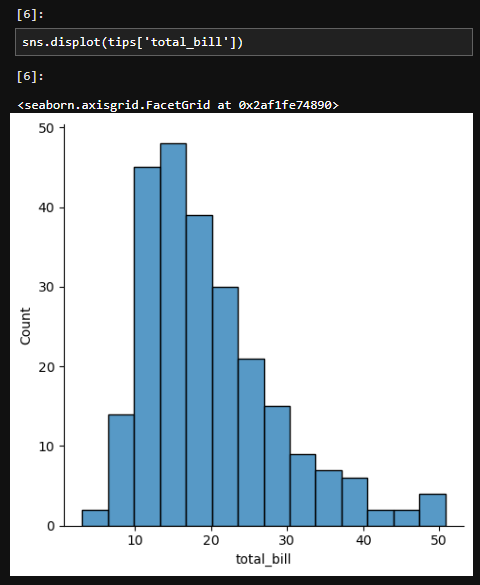 [6]:
sns.displot(tips['total_bill'])
[6]:
<seaborn.axisgrid.FacetGrid at 0x2af1fe74890>
50
40
30
20
10
0
Count
10 20 30 40 50
total_bill